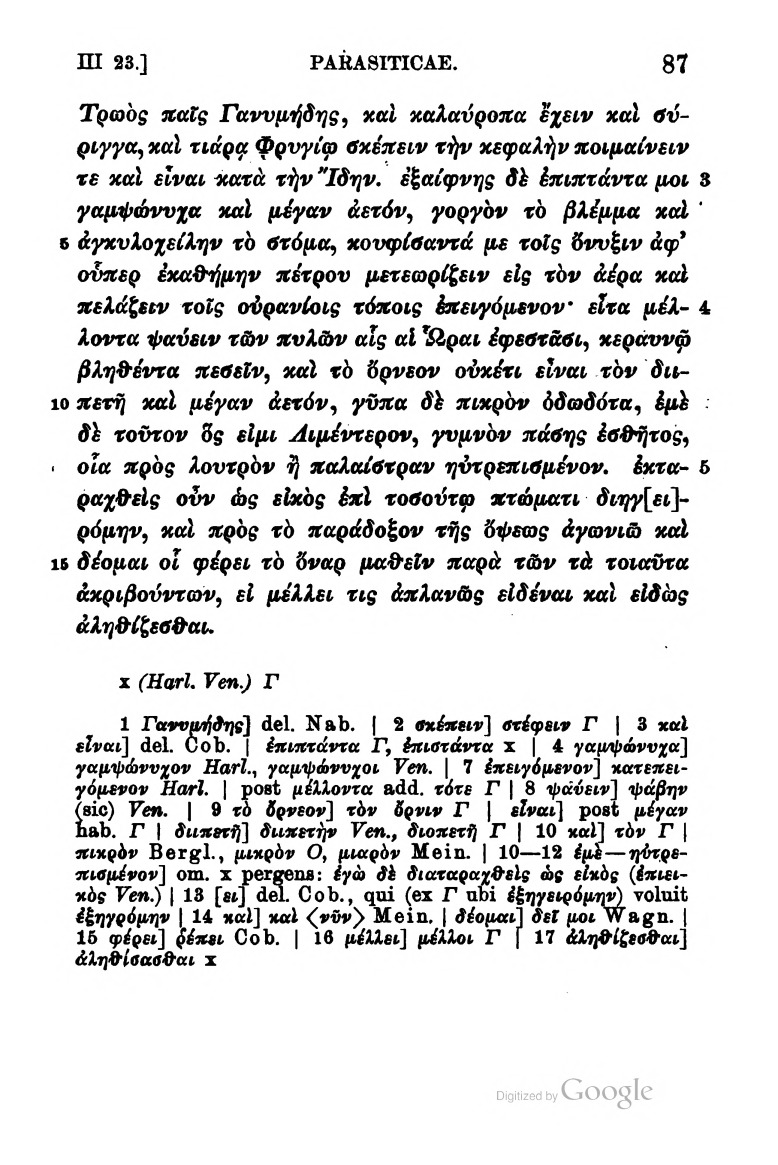 III 23.] PARASITICAE. 87
Τρωὸς παῖς Γανυμήδης, καὶ καλαύροπα ἔχειν καὶ σύ-
ριγγα, καὶ τιάρᾳ Φρυγίῳ σκέπειν τὴν κεφαλὴν ποιμαίνειν
τε καὶ εἶναι κατὰ τὴν Ἴδην. ἐξαίφνης δὲ ἐπιπτάντα μοι 3
γαμψώνυχα καὶ μέγαν ἀετόν, γοργὸν τὸ βλέμμα καὶ
5 ἀγκυλοχείλην τὸ στόμα, κουφίσαντά με τοῖς ὄνυξιν ἀφ’
οὗπερ ἐκαθήμην πέτρου μετεωρίζειν εἰς τὸν ἀέρα καὶ
πελάζειν τοῖς οὐρανίοις τόποις ἐπειγόμενον· εἶτα μέλ- 4
λοντα ψαύειν τῶν πυλῶν αἷς αἱ Ὧραι ἐφεστᾶσι, κεραυνῷ
βληθέντα πεσεῖν, καὶ τὸ ὄρνεον οὐκέτι εἶναι τὸν διι-
10 πετῆ καὶ μέγαν ἀετόν, γῦπα δὲ πικρὸν ὀδωδότα, ἐμὲ
δὲ τοῦτον ὅς εἰμι Λιμέντερον, γυμνὸν πάσης ἐσθῆτος,
οἷα πρὸς λουτρὸν ἢ παλαίστραν ηὐτρεπισμένον. ἐκτα- 5
ραχθεὶς οὖν ὡς εἰκὸς ἐπὶ τοσούτῳ πτώματι διηγ[ει]-
ρόμην, καὶ πρὸς τὸ παράδοξον τῆς ὄψεως ἀγωνιῶ καὶ
15 δέομαι οἷ φέρει τὸ ὄναρ μαθεῖν παρὰ τῶν τὰ τοιαῦτα
ἀκριβούντων, εἰ μέλλει τις ἀπλανῶς εἰδέναι καὶ εἰδὼς
ἀληθίζεσθαι.
x (Harl. Ven.) Γ
1 Γανυμήδης] del. Nab. | 2 σκέπειν] στέφειν Γ | 3 καὶ
εἶναι] del. Cob. | ἐπιπτάντα Γ, ἐπιστάντα x | 4 γαμψώνυχα]
γαμψώνυχον Harl., γαμψώνυχοι Ven. | 7 ἐπειγόμενον] κατεπει-
γόμενον Harl. | post μέλλοντα add. τότε Γ | 8 ψαύειν] ψάβην
(sic) Ven. | 9 τὸ ὄρνεον] τὸν ὄρνιν Γ | εἶναι] post μέγαν
hab. Γ | διιπετῆ] διιπετὴν Ven., διοπετῆ Γ | 10 καὶ] τὸν Γ |
πικρὸν Bergl., μικρὸν O, μιαρὸν Mein. | 10—12 ἐμὲ—ηὐτρε-
πισμένον] om. x pergens: ἐγὼ δὲ διαταραχθεὶς ὡς εἰκὸς (ἐπιει-
κὸς Ven.) | 13 [ει] del. Cob., qui (ex Γ ubi ἐξηγειρόμην) voluit
ἐξηγρόμην | 14 καὶ] καὶ ⟨νῦν⟩ Mein. | δέομαι] δεῖ μοι Wagn. |
15 φέρει] ῥέπει Cob. | 16 μέλλει] μέλλοι Γ | 17 ἀληθίζεσθαι]
ἀληθίσασθαι x
Digitized by Google